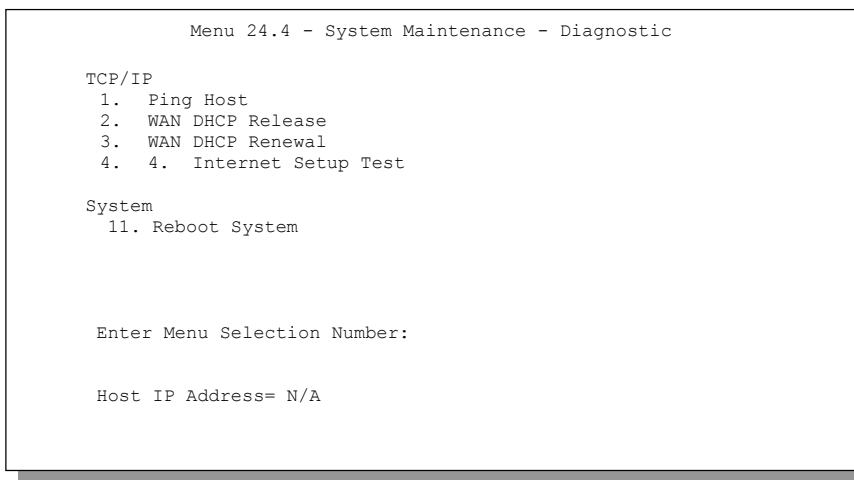 Menu 24.4 - System Maintenance - Diagnostic
TCP/IP
1. Ping Host
2. WAN DHCP Release
3. WAN DHCP Renewal
4. 4. Internet Setup Test
System
11. Reboot System
Enter Menu Selection Number:
Host IP Address= N/A